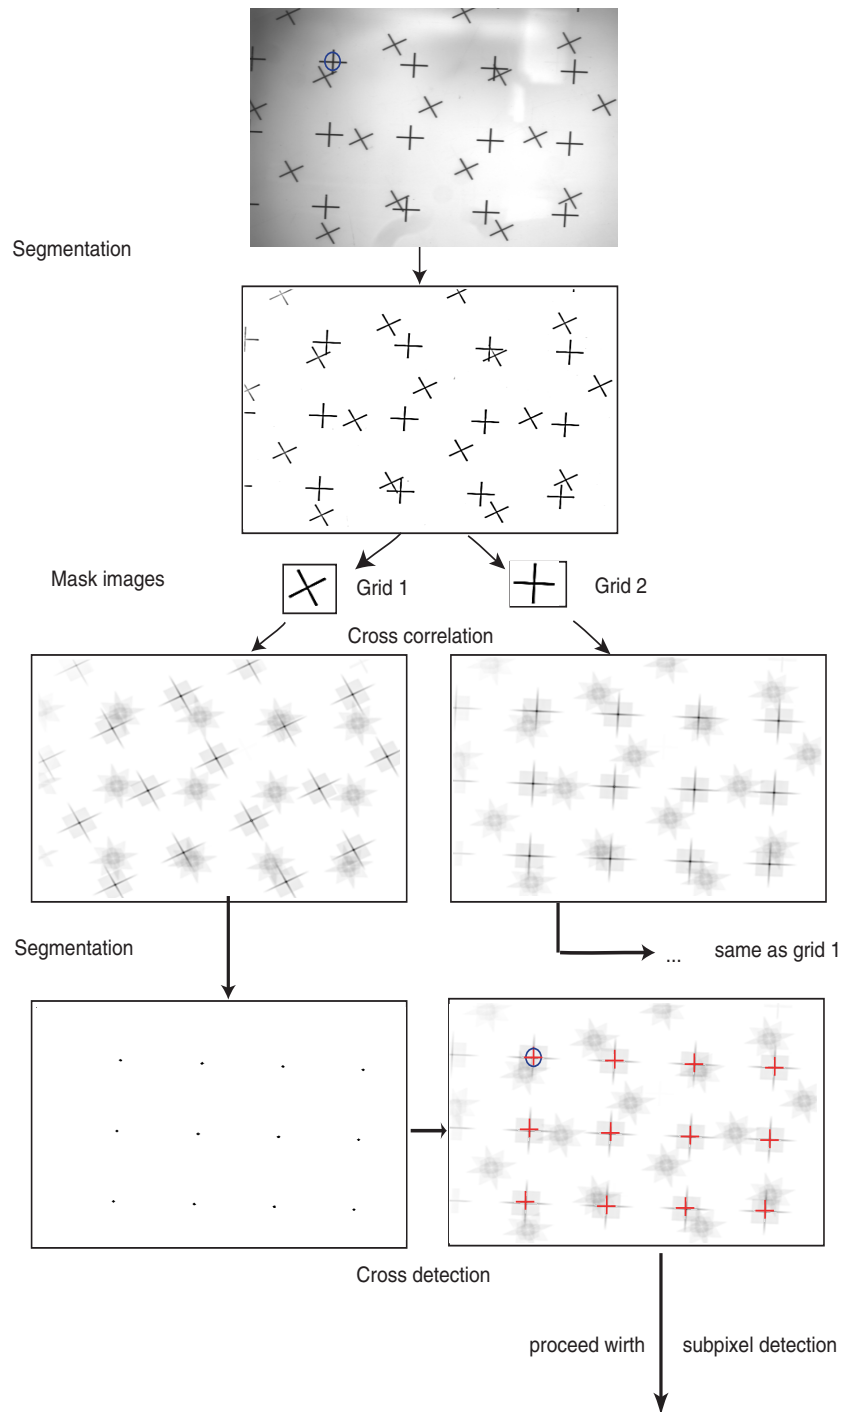 Segmentation
Mask images
Grid 1
Grid 2
Cross correlation
Segmentation
... same as grid 1
Cross detection
proceed wirth subpixel detection